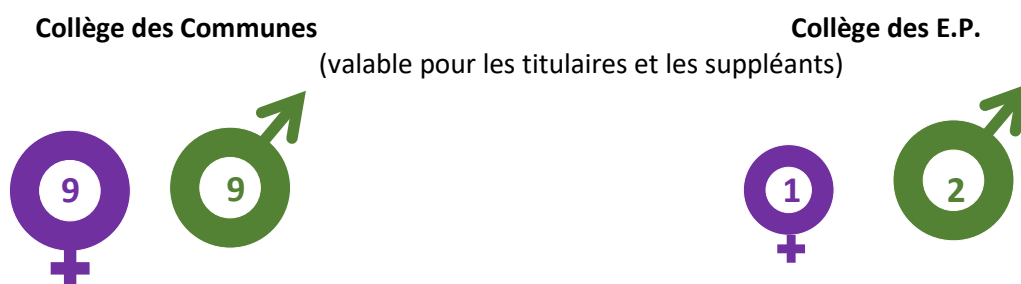 Collège des Communes Collège des E.P.
(valable pour les titulaires et les suppléants)
9 9 1 2